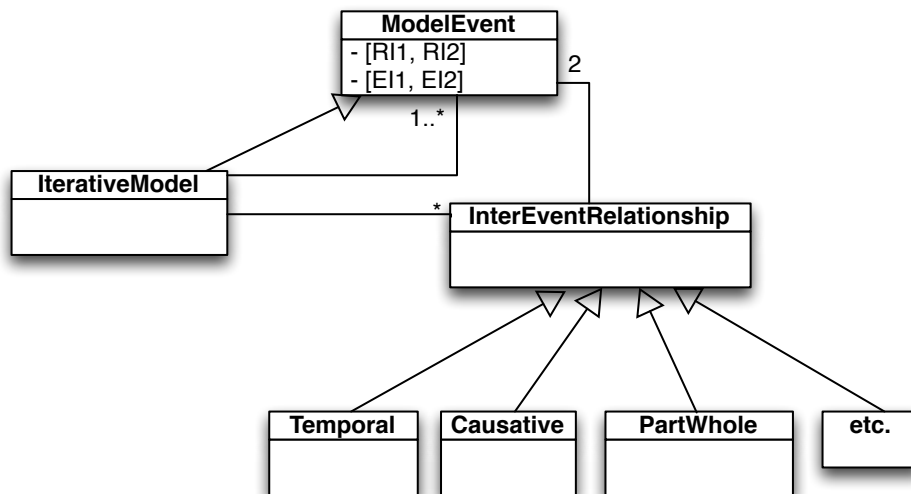 ModelEvent
- [RI1, RI2]
- [EI1, EI2]
2
1..*
IterativeModel
*
InterEventRelationship
Temporal
Causative
PartWhole
etc.